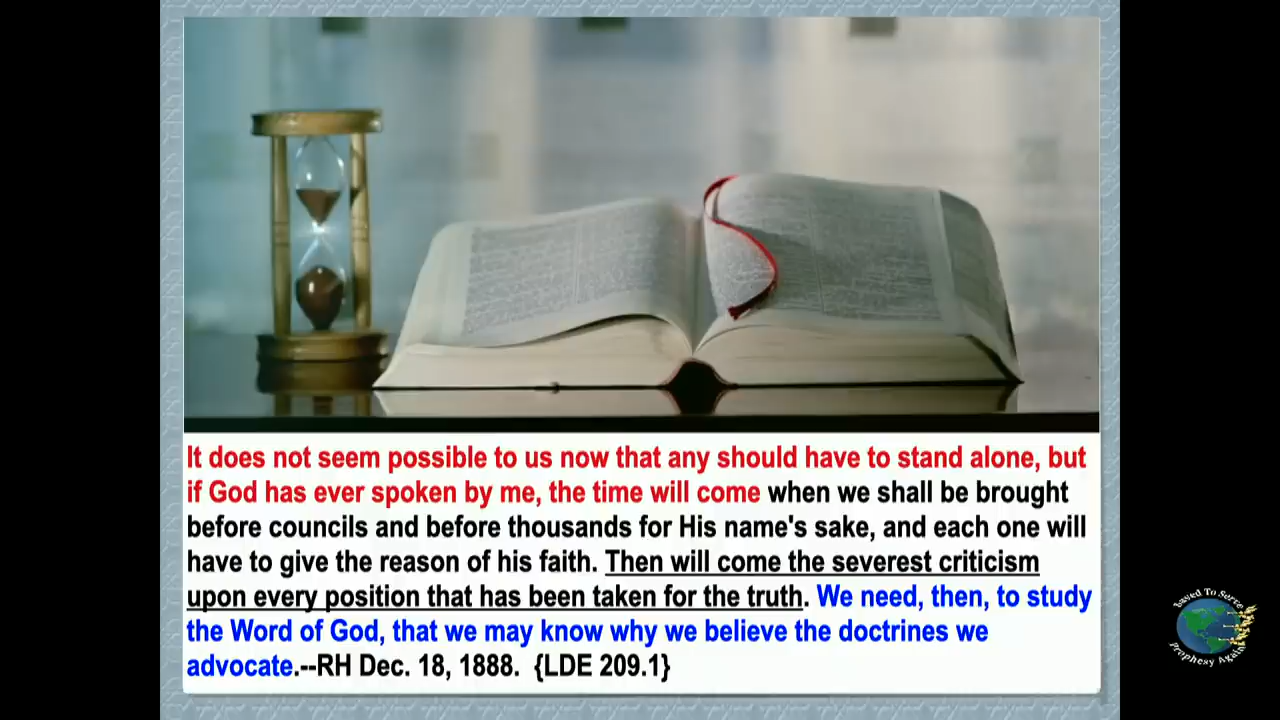 It does not seem possible to us now that any should have to stand alone, but
if God has ever spoken by me, the time will come when we shall be brought
before councils and before thousands for His name's sake, and each one will
have to give the reason of his faith. Then will come the severest criticism
upon every position that has been taken for the truth. We need, then, to study
the Word of God, that we may know why we believe the doctrines we
advocate.--RH Dec. 18, 1888.  {LDE 209.1}
To Serve
Prophesy Again